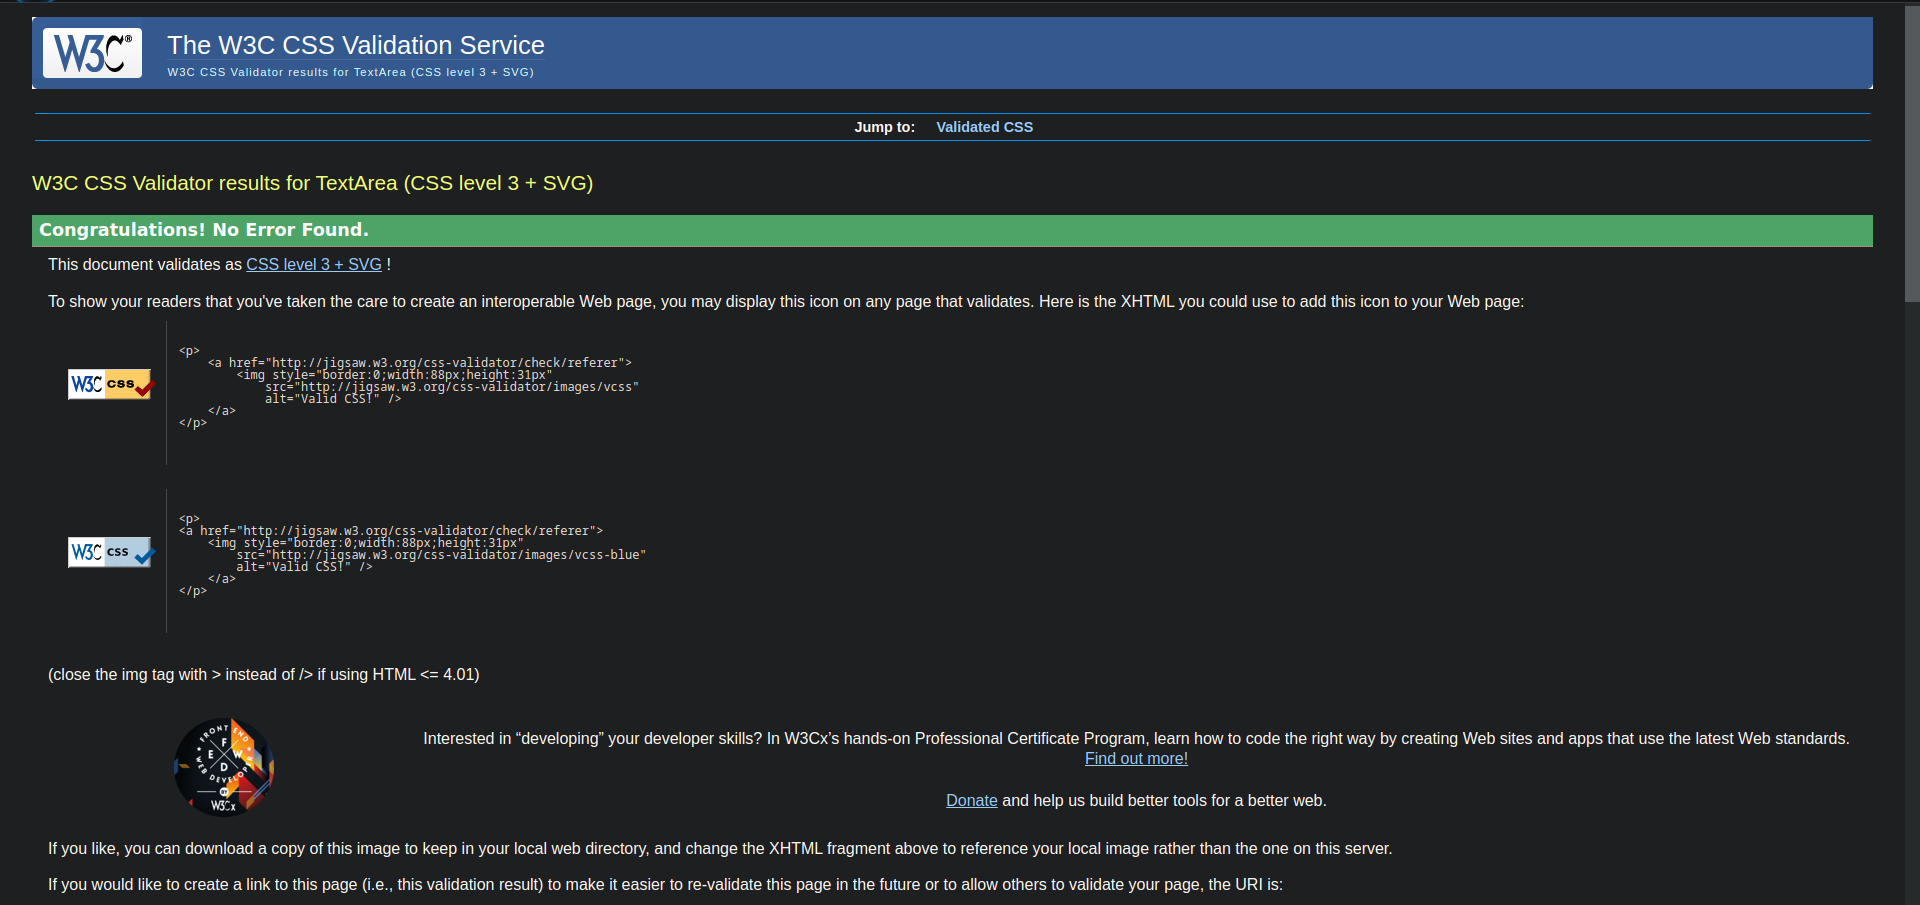 W3C®
The W3C CSS Validation Service
W3C CSS Validator results for TextArea (CSS level 3 + SVG)
Jump to: Validated CSS
W3C CSS Validator results for TextArea (CSS level 3 + SVG)
Congratulations! No Error Found.
This document validates as CSS level 3 + SVG !
To show your readers that you've taken the care to create an interoperable Web page, you may display this icon on any page that validates. Here is the XHTML you could use to add this icon to your Web page:
W3C css
<p>
<a href="http://jigsaw.w3.org/css-validator/check/referer">
<img style="border:0;width:88px;height:31px"
src="http://jigsaw.w3.org/css-validator/images/vcss"
alt="Valid CSS!" />
</a>
</p>
W3C css
<p>
<a href="http://jigsaw.w3.org/css-validator/check/referer">
<img style="border:0;width:88px;height:31px"
src="http://jigsaw.w3.org/css-validator/images/vcss-blue"
alt="Valid CSS!" />
</a>
</p>
(close the img tag with > instead of /> if using HTML <= 4.01)
FRONT END
F
E W
D
WEB DEVELOPER
BY
W3Cx
Interested in “developing” your developer skills? In W3Cx’s hands-on Professional Certificate Program, learn how to code the right way by creating Web sites and apps that use the latest Web standards.
Find out more!
Donate and help us build better tools for a better web.
If you like, you can download a copy of this image to keep in your local web directory, and change the XHTML fragment above to reference your local image rather than the one on this server.
If you would like to create a link to this page (i.e., this validation result) to make it easier to re-validate this page in the future or to allow others to validate your page, the URI is: